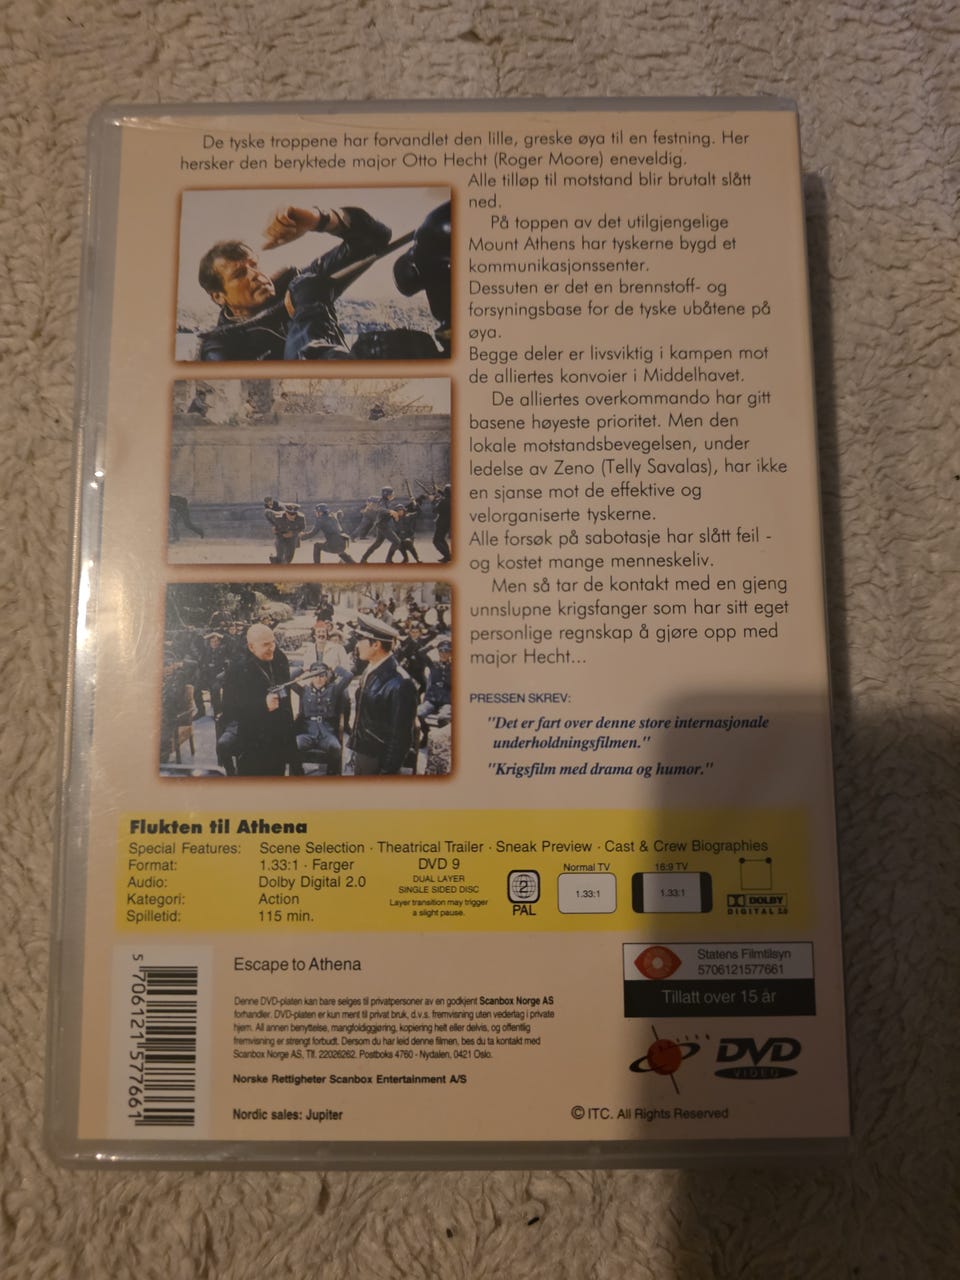 De tyske troppene har forvandlet den lille, greske øya til en festning. Her
hersker den beryktede major Otto Hecht (Roger Moore) eneveldig.
Alle tilløp til motstand blir brutalt slått
ned.
På toppen av det utilgjengelige
Mount Athens har tyskerne bygd et
kommunikasjonssenter.
Dessuten er det en brennstoff- og
forsyningsbase for de tyske ubåtene på
øya.
Begge deler er livsviktig i kampen mot
de alliertes konvoier i Middelhavet.
De alliertes overkommando har gitt
basene høyeste prioritet. Men den
lokale motstandsbevegelsen, under
ledelse av Zeno (Telly Savalas), har ikke
en sjanse mot de effektive og
velorganiserte tyskerne.
Alle forsøk på sabotasje har slått feil -
og kostet mange menneskeliv.
Men så tar de kontakt med en gjeng
unnslupne krigsfanger som har sitt eget
personlige regnskap å gjøre opp med
major Hecht...
PRESSEN SKREV:
"Det er fart over denne store internasjonale
underholdningsfilmen."
"Krigsfilm med drama og humor."
Flukten til Athena
Special Features: Scene Selection · Theatrical Trailer · Sneak Preview · Cast & Crew Biographies
Format: 1.33:1 · Farger
Audio: Dolby Digital 2.0
Kategori: Action
Spilletid: 115 min.
DVD 9
DUAL LAYER
SINGLE SIDED DISC
Layer transition may trigger
a slight pause.
2
PAL
Normal TV
1.33:1
16:9 TV
1.33:1
DOLBY
DIGITAL 2.0
5 706121 577661
Escape to Athena
Denne DVD-platen kan bare selges til privatpersoner av en godkjent Scanbox Norge AS
forhandler. DVD-platen er kun ment til privat bruk, d.v.s. fremvisning uten vederlag i private
hjem. All annen benyttelse, mangfoldiggjøring, kopiering helt eller delvis, og offentlig
fremvisning er strengt forbudt. Dersom du har leid denne filmen, bes du ta kontakt med
Scanbox Norge AS, Tlf. 22026262. Postboks 4760 - Nydalen, 0421 Oslo.
Norske Rettigheter Scanbox Entertainment A/S
Nordic sales: Jupiter
Statens Filmtilsyn
5706121577661
Tillatt over 15 år
DVD
VIDEO
© ITC. All Rights Reserved